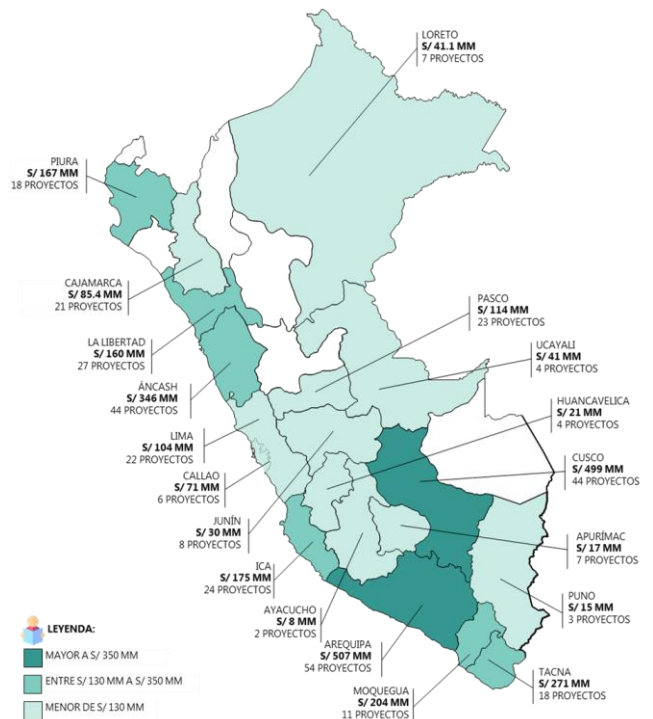 LORETO
S/ 41.1 MM
7 PROYECTOS
PIURA
S/ 167 MM
18 PROYECTOS
CAJAMARCA
S/ 85.4 MM
21 PROYECTOS
PASCO
S/ 114 MM
23 PROYECTOS
LA LIBERTAD
S/ 160 MM
27 PROYECTOS
UCAYALI
S/ 41 MM
4 PROYECTOS
ÁNCASH
S/ 346 MM
44 PROYECTOS
HUANCAVELICA
S/ 21 MM
4 PROYECTOS
LIMA
S/ 104 MM
22 PROYECTOS
CUSCO
S/ 499 MM
44 PROYECTOS
CALLAO
S/ 71 MM
6 PROYECTOS
JUNÍN
S/ 30 MM
8 PROYECTOS
APURÍMAC
S/ 17 MM
7 PROYECTOS
ICA
S/ 175 MM
24 PROYECTOS
PUNO
S/ 15 MM
3 PROYECTOS
AYACUCHO
S/ 8 MM
2 PROYECTOS
AREQUIPA
S/ 507 MM
54 PROYECTOS
TACNA
S/ 271 MM
18 PROYECTOS
MOQUEGUA
S/ 204 MM
11 PROYECTOS
LEYENDA:
MAYOR A S/ 350 MM
ENTRE S/ 130 MM A S/ 350 MM
MENOR DE S/ 130 MM